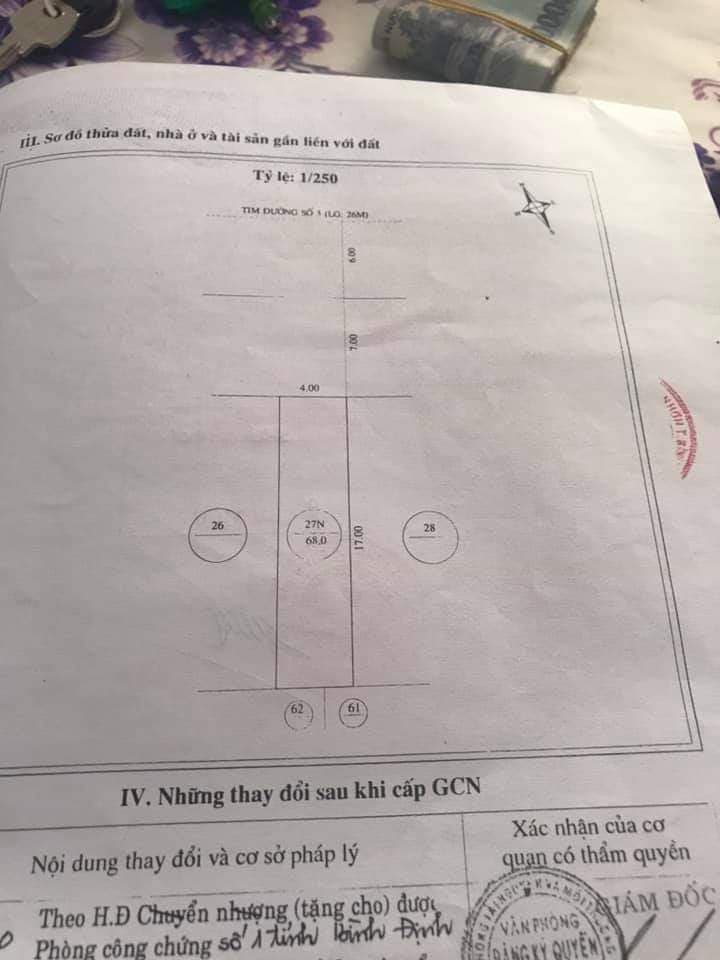 III. Sơ đồ thửa đất, nhà ở và tài sản gắn liền với đất
Tỷ lệ: 1/250
TIM ĐƯỜNG SỐ 1 (LG. 26M)
6.00
7.00
4.00
26
27N
68,0
17.00
28
62
61
IV. Những thay đổi sau khi cấp GCN
Nội dung thay đổi và cơ sở pháp lý
Xác nhận của cơ
quan có thẩm quyền
Theo H.Đ Chuyển nhượng (tặng cho) được
Phòng công chứng số 1 tỉnh Bình Định
GIÁM ĐỐC
VĂN PHÒNG
ĐĂNG KÝ QUYỀN